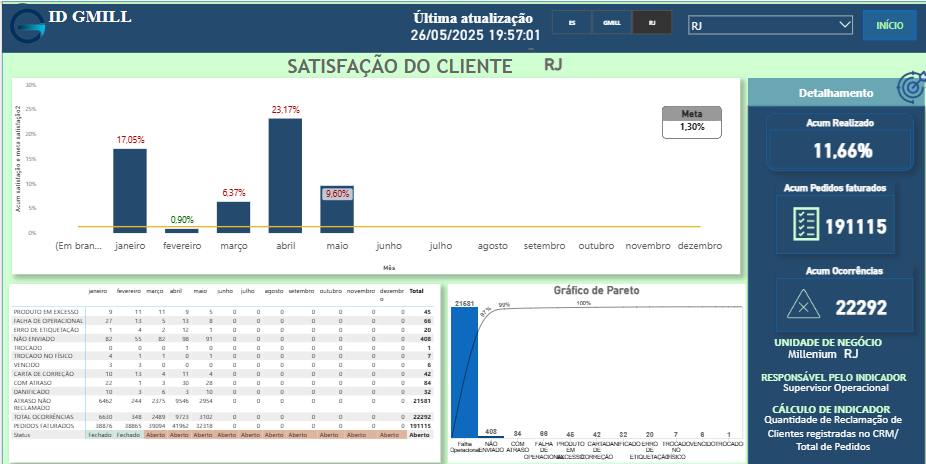 ID GMILL
Última atualização
26/05/2025 19:57:01
ES GMILL RJ
RJ
INÍCIO
SATISFAÇÃO DO CLIENTE RJ
Acum satisfação e meta satisfação2
30%
25%
20%
15%
10%
5%
0%
17,05%
0,90%
6,37%
23,17%
9,60%
(Em bran... janeiro fevereiro março abril maio junho julho agosto setembro outubro novembro dezembro
Mês
Meta
1,30%
Detalhamento
Acum Realizado
11,66%
Acum Pedidos faturados
191115
Acum Ocorrências
22292
UNIDADE DE NEGÓCIO
Millenium RJ
RESPONSÁVEL PELO INDICADOR
Supervisor Operacional
CÁLCULO DE INDICADOR
Quantidade de Reclamação de
Clientes registradas no CRM/
Total de Pedidos
janeiro fevereiro março abril maio junho julho agosto setembro outubro novembro dezembr Total
o
PRODUTO EM EXCESSO 9 11 11 9 5 0 0 0 0 0 0 0 45
FALHA DE OPERACIONAL 27 13 5 13 8 0 0 0 0 0 0 0 66
ERRO DE ETIQUETAÇÃO 1 4 2 12 1 0 0 0 0 0 0 0 20
NÃO ENVIADO 82 55 82 98 91 0 0 0 0 0 0 0 408
TROCADO 0 0 0 1 0 0 0 0 0 0 0 0 1
TROCADO NO FÍSICO 4 1 1 0 1 0 0 0 0 0 0 0 7
VENCIDO 3 3 0 0 0 0 0 0 0 0 0 0 6
CARTA DE CORREÇÃO 10 13 4 11 4 0 0 0 0 0 0 0 42
COM ATRASO 22 1 3 30 28 0 0 0 0 0 0 0 84
DANIFICADO 10 3 6 3 10 0 0 0 0 0 0 0 32
ATRASO NÃO 6462 244 2375 9546 2954 0 0 0 0 0 0 0 21581
RECLAMADO
TOTAL OCORRÊNCIAS 6630 348 2489 9723 3102 0 0 0 0 0 0 0 22292
PEDIDOS FATURADOS 38876 38865 39094 41962 32318 0 0 0 0 0 0 0 191115
Status Fechado Fechado Aberto Aberto Aberto Aberto Aberto Aberto Aberto Aberto Aberto Aberto Aberto
Gráfico de Pareto
21681
97% 99% 100%
408 34 66 45 42 32 20 7 6 1
Falha NÃO COM FALHA PRODUTO CARTA DANIFICADO ERRO TROCADO VENCIDO TROCADO
Operacional ENVIADO ATRASO DE EM DE DE NO
OPERACIONAL EXCESSO CORREÇÃO ETIQUETAÇÃO FÍSICO